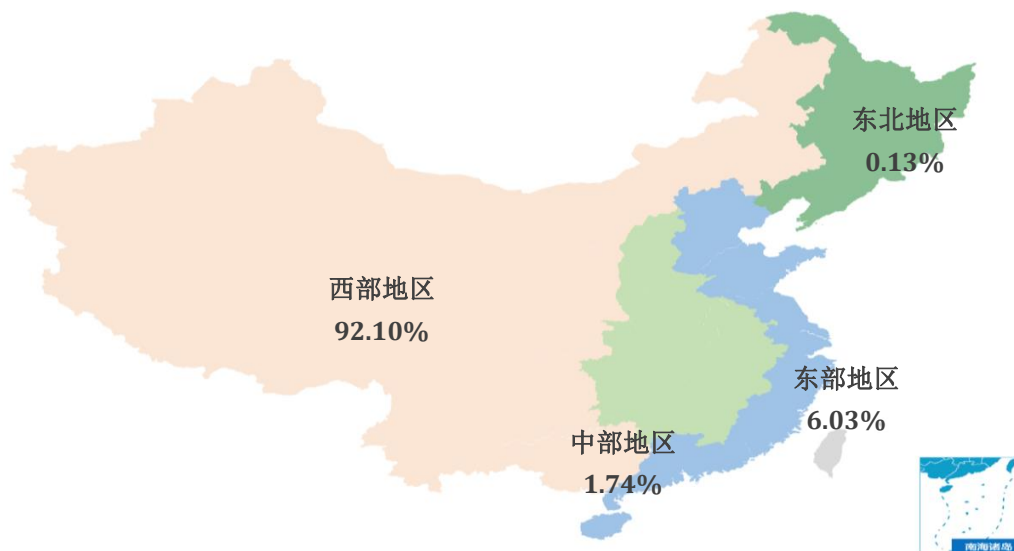 东北地区
0.13%
西部地区
92.10%
东部地区
6.03%
中部地区
1.74%
南海诸岛